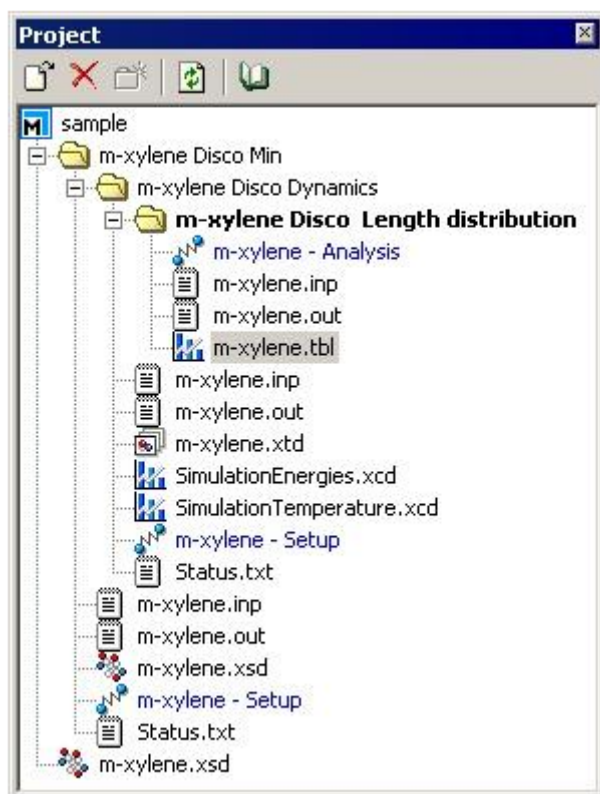 Project
sample
m-xylene Disco Min
m-xylene Disco Dynamics
m-xylene Disco Length distribution
m-xylene - Analysis
m-xylene.inp
m-xylene.out
m-xylene.tbl
m-xylene.inp
m-xylene.out
m-xylene.xtd
SimulationEnergies.xcd
SimulationTemperature.xcd
m-xylene - Setup
Status.txt
m-xylene.inp
m-xylene.out
m-xylene.xsd
m-xylene - Setup
Status.txt
m-xylene.xsd